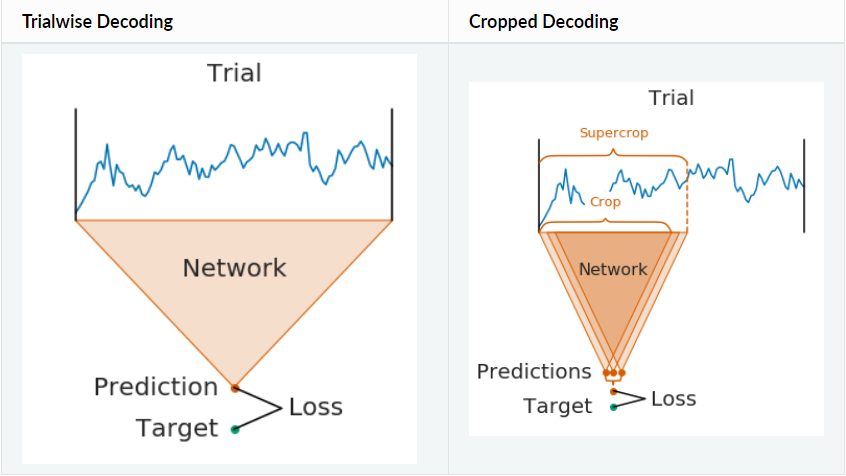 Trialwise Decoding
Cropped Decoding
Trial
Network
Prediction
Target
Loss
Trial
Supercrop
Crop
Network
Predictions
Target
Loss